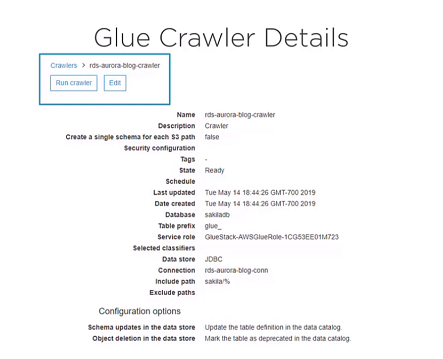 Glue Crawler Details
Crawlers > rds-aurora-blog-crawler
Run crawler Edit
Name rds-aurora-blog-crawler
Description Crawler
Create a single schema for each S3 path false
Security configuration
Tags -
State Ready
Schedule
Last updated Tue May 14 18:44:26 GMT-700 2019
Date created Tue May 14 18:44:26 GMT-700 2019
Database sakiladb
Table prefix glue_
Service role GlueStack-AWSGlueRole-1CG53EE01M723
Selected classifiers
Data store JDBC
Connection rds-aurora-blog-conn
Include path sakila/%
Exclude paths
Configuration options
Schema updates in the data store Update the table definition in the data catalog.
Object deletion in the data store Mark the table as deprecated in the data catalog.